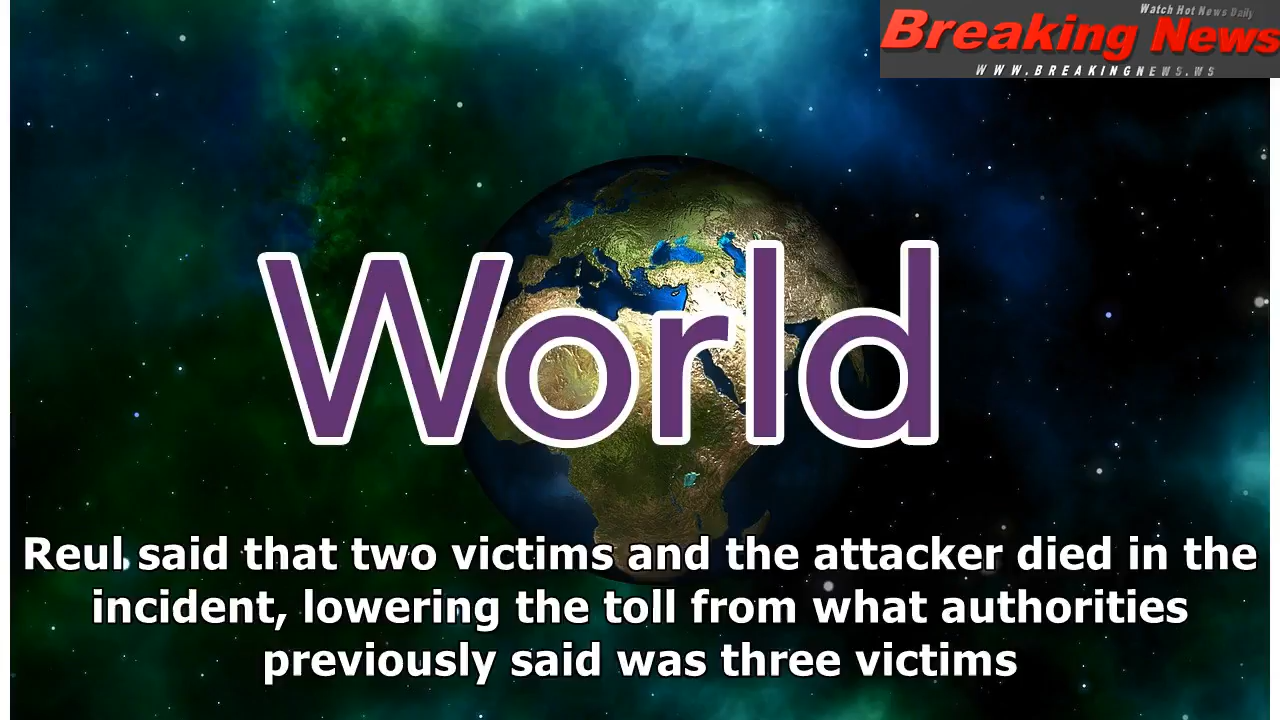 Watch Hot News Daily
Breaking News
WWW.BREAKINGNEWS.WS
World
Reul said that two victims and the attacker died in the
incident, lowering the toll from what authorities
previously said was three victims